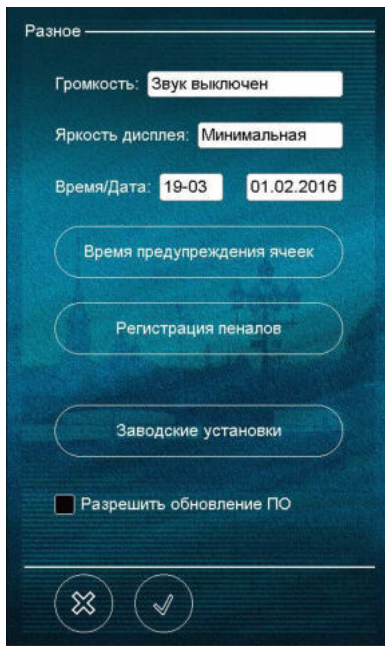 Разное
Громкость: Звук выключен
Яркость дисплея: Минимальная
Время/Дата: 19-03 01.02.2016
Время предупреждения ячеек
Регистрация пеналов
Заводские установки
Разрешить обновление ПО